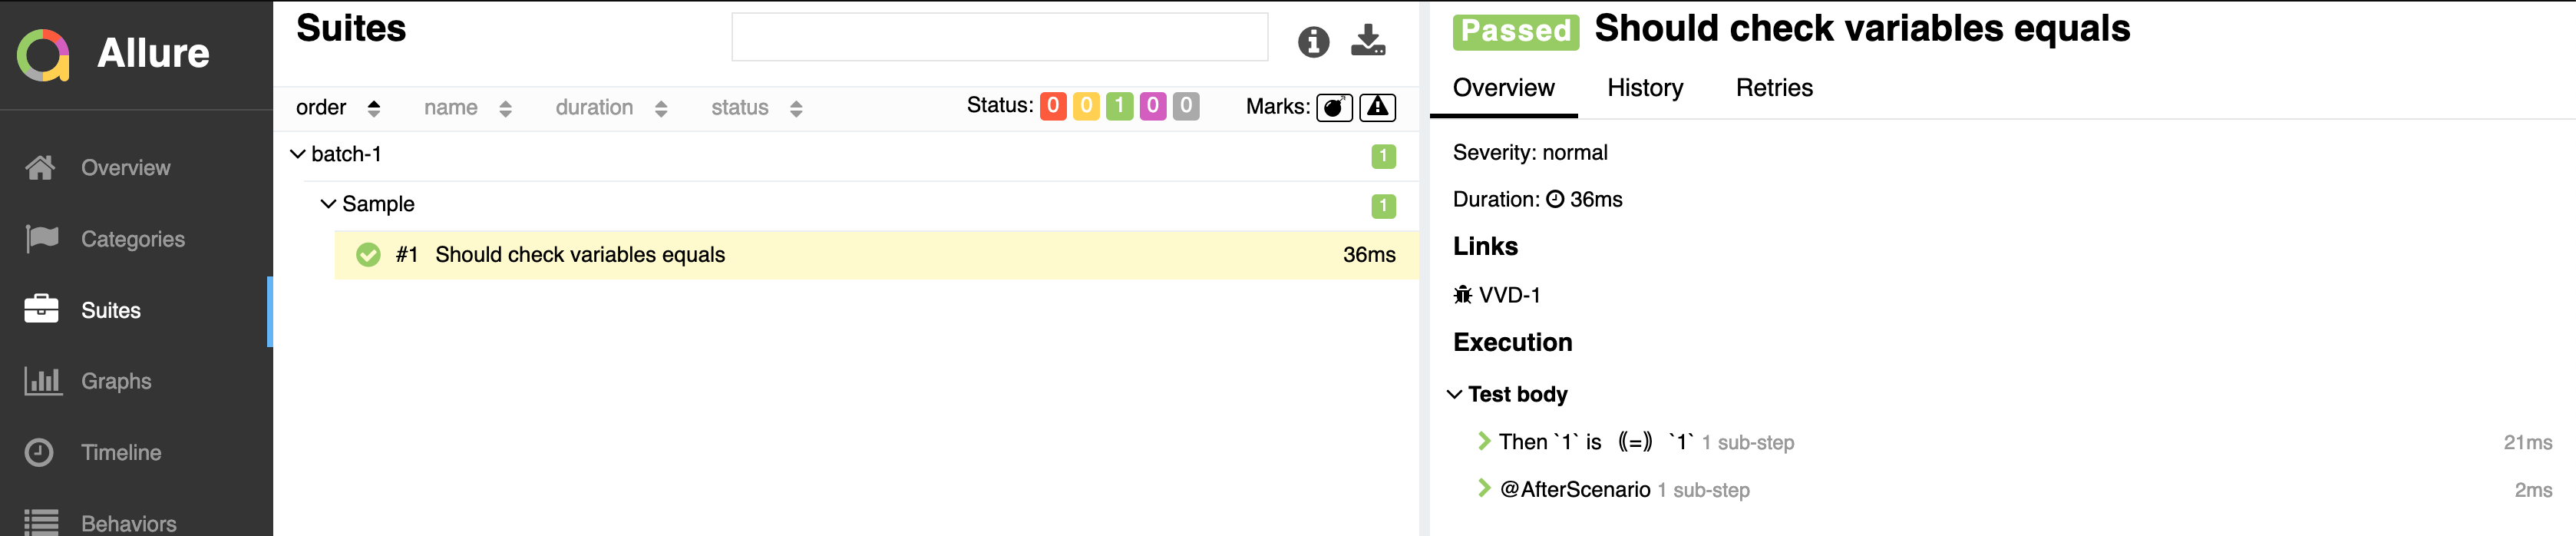 Allure
Overview
Categories
Suites
Graphs
Timeline
Behaviors
Suites
order name duration status Status: 0 0 1 0 0 Marks:
batch-1 1
Sample 1
#1 Should check variables equals 36ms
Passed Should check variables equals
Overview History Retries
Severity: normal
Duration: 36ms
Links
VVD-1
Execution
Test body
Then `1` is ⸨=⸩ `1` 1 sub-step 21ms
@AfterScenario 1 sub-step 2ms